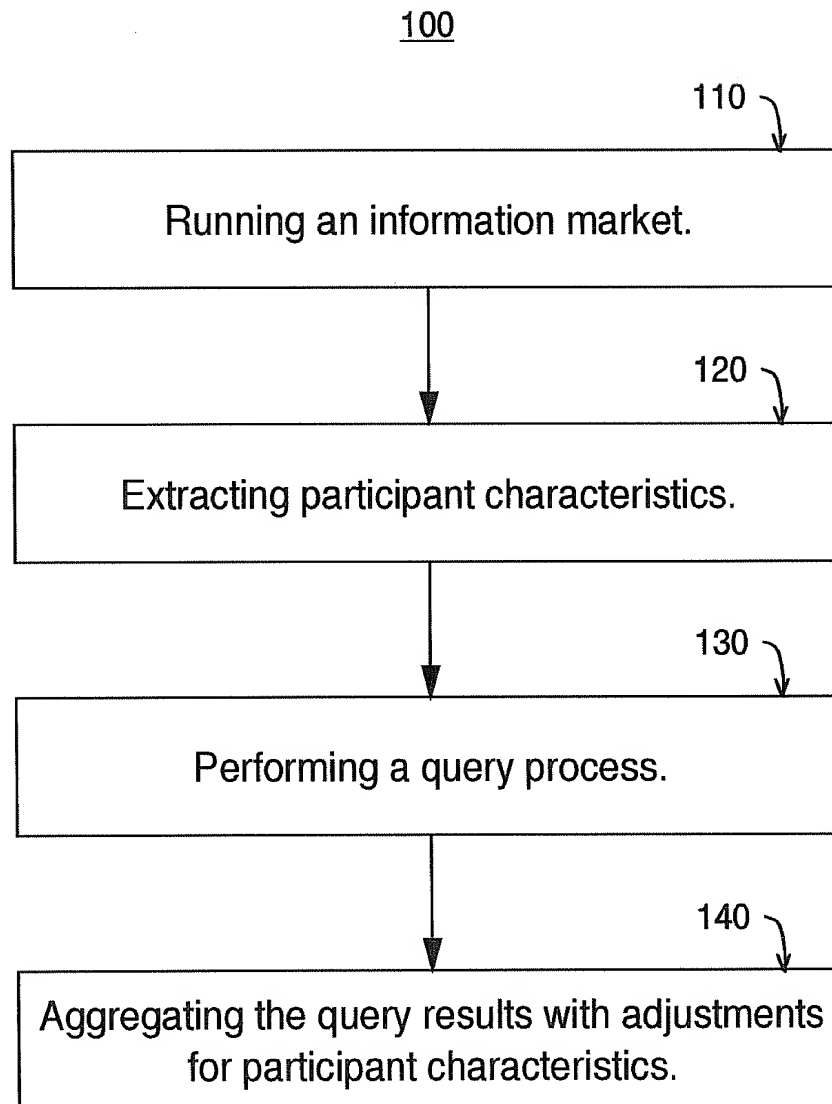 100
110
Running an information market.
120
Extracting participant characteristics.
130
Performing a query process.
140
Aggregating the query results with adjustments
for participant characteristics.